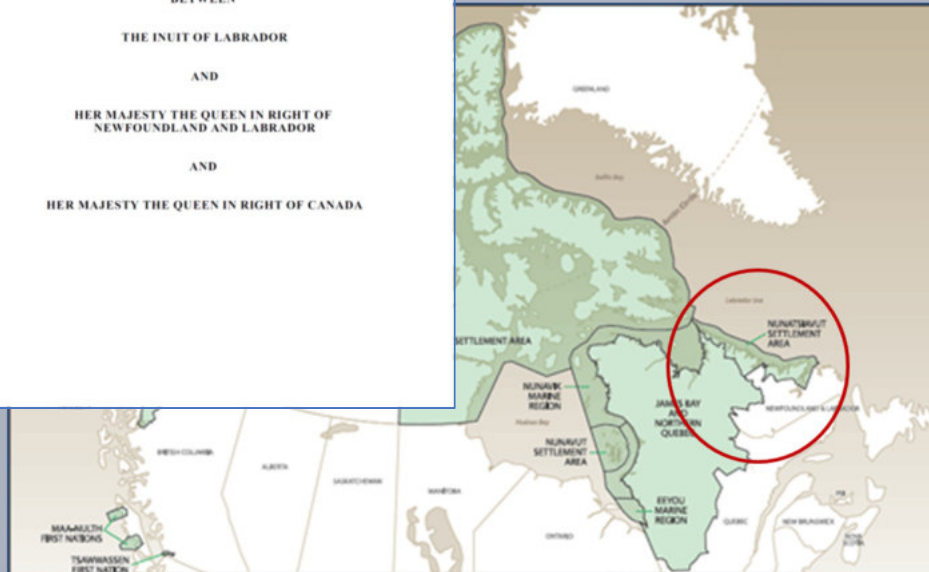 BETWEEN
THE INUIT OF LABRADOR
AND
HER MAJESTY THE QUEEN IN RIGHT OF
NEWFOUNDLAND AND LABRADOR
AND
HER MAJESTY THE QUEEN IN RIGHT OF CANADA
GREENLAND
Baffin Bay
Arctic Circle
Labrador Sea
NUNATSIAVUT
SETTLEMENT
AREA
SETTLEMENT AREA
NUNAVIK
MARINE
REGION
JAMES BAY
AND
NORTHERN
QUEBEC
NEWFOUNDLAND & LABRADOR
Hudson Bay
NUNAVUT
SETTLEMENT
AREA
BRITISH COLUMBIA
ALBERTA
SASKATCHEWAN
MANITOBA
EEYOU
MARINE
REGION
ONTARIO
QUEBEC
NEW BRUNSWICK
PEI
NOVA
SCOTIA
MAA-NULTH
FIRST NATIONS
TSAWWASSEN
FIRST NATION